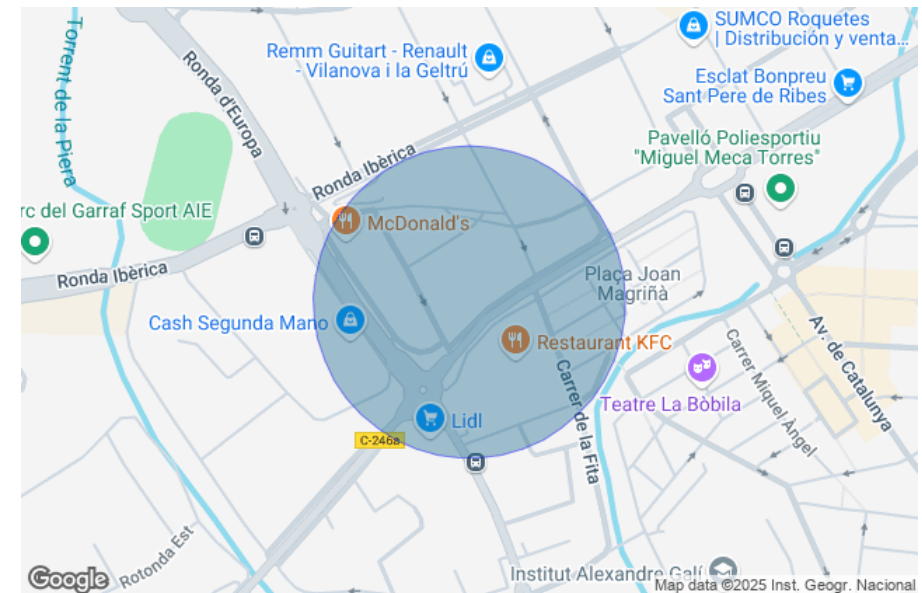 Torrent de la Piera
Ronda d'Europa
Remm Guitart - Renault
- Vilanova i la Geltrú
SUMCO Roquetes
| Distribución y venta...
Esclat Bonpreu
Sant Pere de Ribes
Pavelló Poliesportiu
"Miguel Meca Torres"
Ronda Ibèrica
rc del Garraf Sport AIE
McDonald's
Ronda Ibèrica
Plaça Joan
Magriñà
Cash Segunda Mano
Restaurant KFC
Av. de Catalunya
Carrer Miquel Àngel
Carrer de la Fita
Teatre La Bòbila
Lidl
C-246a
Rotonda Est
Institut Alexandre Galí
Google
Map data ©2025 Inst. Geogr. Nacional